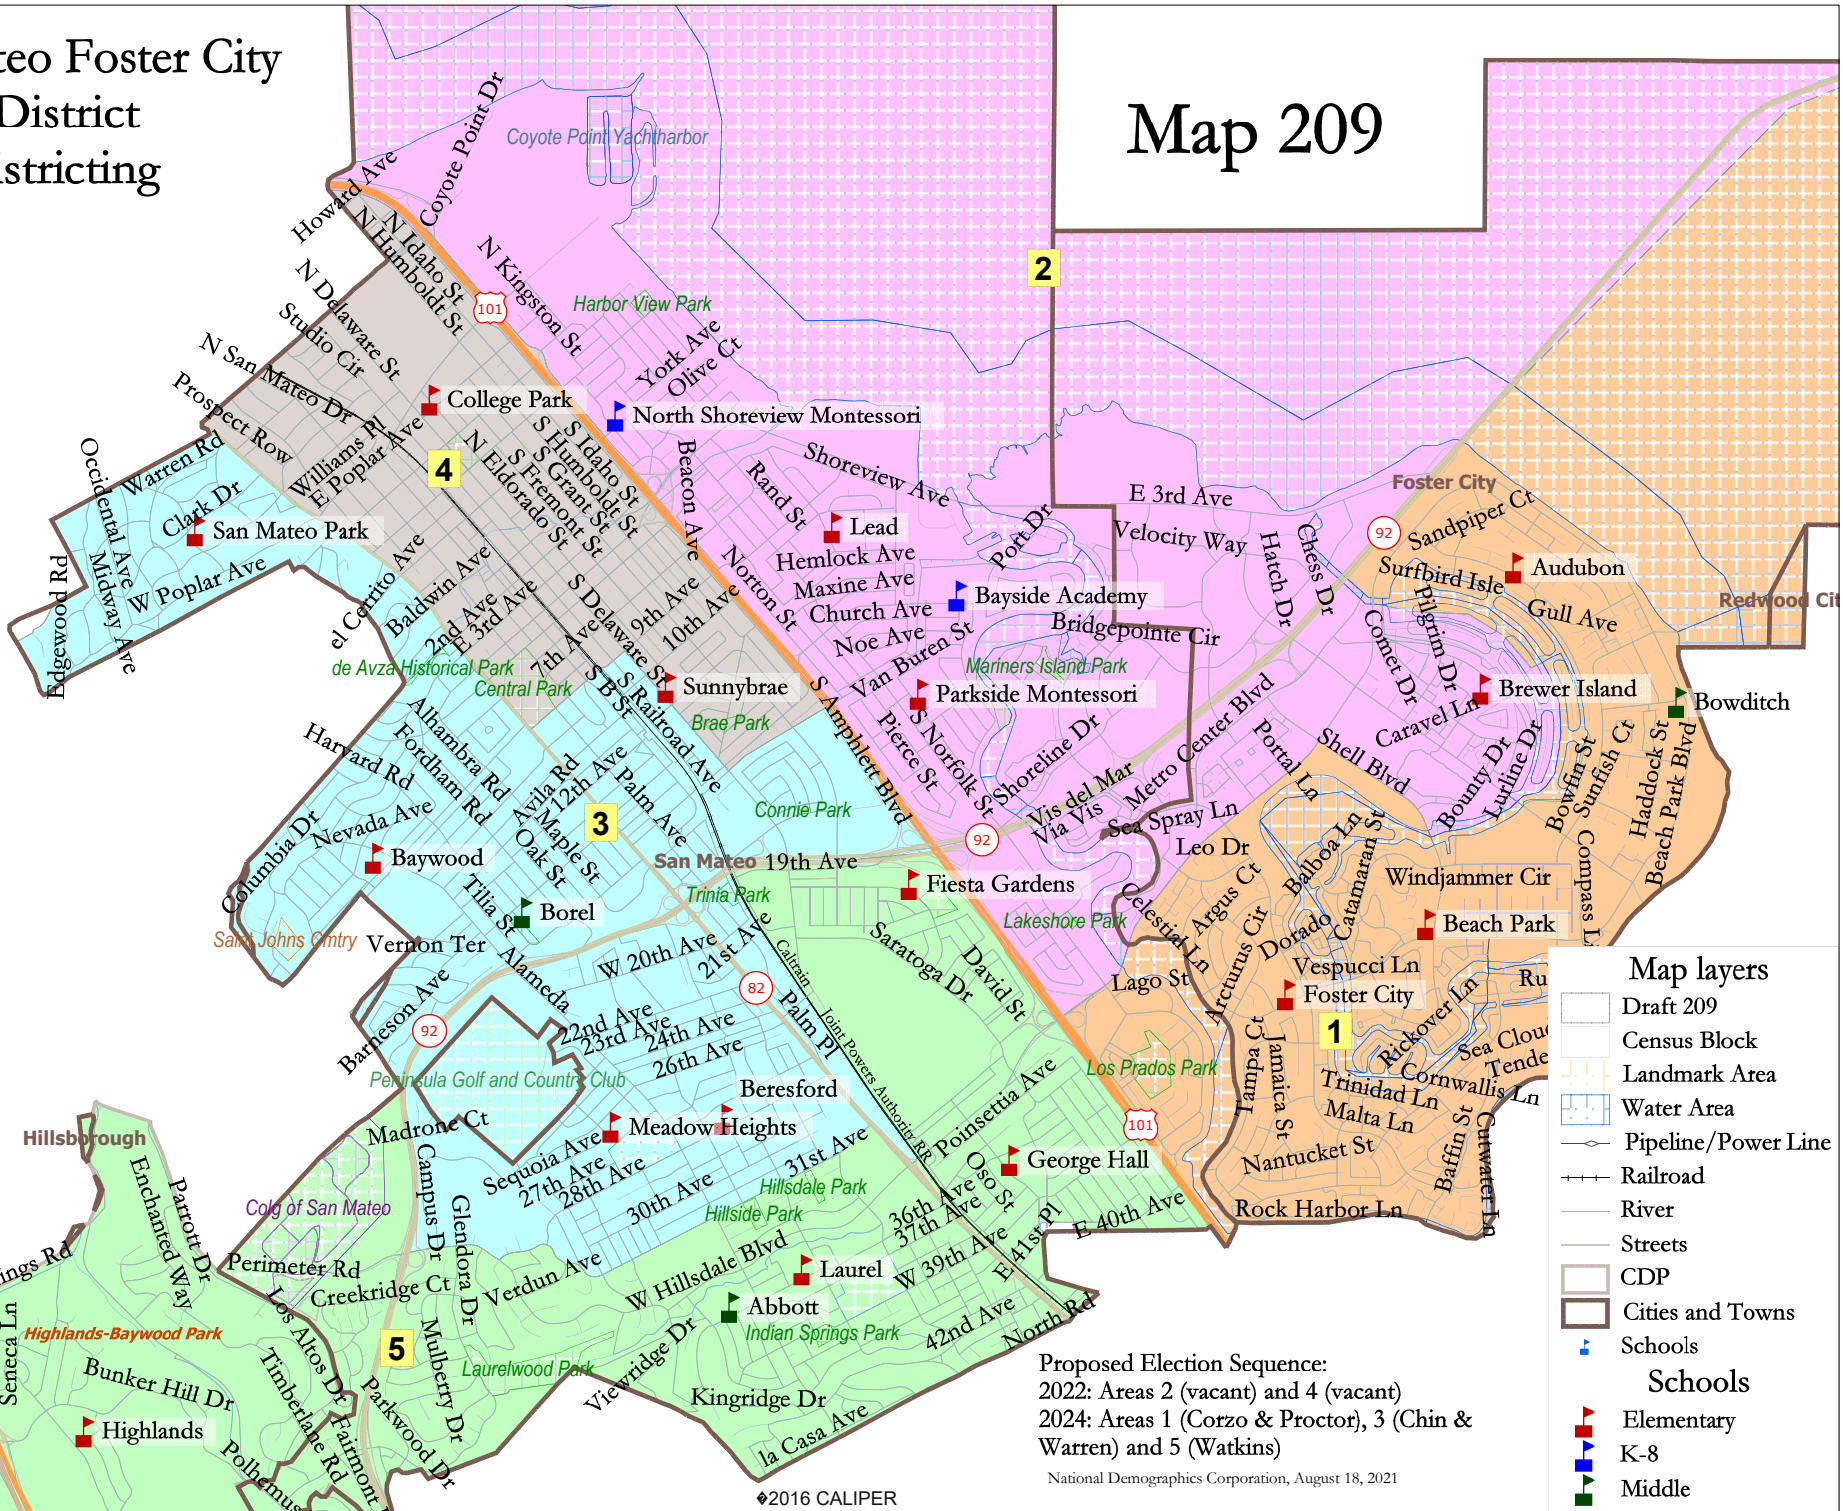 teo Foster City
District
istricting
Map 209
Coyote Point Dr
Coyote Point Yachtharbor
Howard Ave
N Idaho St
N Humboldt St
N Kingston St
N Delaware St
Studio Cir
N San Mateo Dr
Prospect Row
101
2
Harbor View Park
York Ave
Olive Ct
College Park
North Shoreview Montessori
Williams Pl
E Poplar Ave
4
N Eldorado St
S Fremont St
S Grant St
S Humboldt St
S Idaho St
Beacon Ave
Shoreview Ave
Rand St
Foster City
E 3rd Ave
Velocity Way
Sandpiper Ct
92
Occidental Ave
Warren Rd
Clark Dr
San Mateo Park
Midway Ave
W Poplar Ave
Edgewood Rd
el Cerrito Ave
Baldwin Ave
2nd Ave
E 3rd Ave
7th Ave
S Delaware St
9th Ave
10th Ave
Norton St
Lead
Hemlock Ave
Maxine Ave
Church Ave
Noe Ave
Van Buren St
Port Dr
Bayside Academy
Bridgepointe Cir
Hatch Dr
Chess Dr
Surfbird Isle
Audubon
Gull Ave
Pilgrim Dr
Comet Dr
Redwood Cit
de Avza Historical Park
Central Park
S B St
S Railroad Ave
Sunnybrae
Brae Park
S Amphlett Blvd
Mariners Island Park
Parkside Montessori
S Norfolk St
Pierce St
Shoreline Dr
Vis del Mar
Via Vis
Metro Center Blvd
Sea Spray Ln
Portal Ln
Shell Blvd
Caravel Ln
Brewer Island
Bowditch
Bounty Dr
Lurline Dr
Bowfin St
Sunfish Ct
Haddock St
Beach Park Blvd
Alhambra Rd
Fordham Rd
Harvard Rd
Nevada Ave
Columbia Dr
Baywood
Avila Rd
12th Ave
Maple St
Oak St
Palm Ave
3
Connie Park
San Mateo
19th Ave
92
Trinia Park
Fiesta Gardens
Lakeshore Park
Leo Dr
Balboa Ln
Catamaran St
Argus Ct
Celestial Ln
Arcturus Cir
Dorado
Windjammer Cir
Compass L
Beach Park
Vespucci Ln
Foster City
1
Rickover Ln
Ru
Sea Cloud
Tende
Cornwallis Ln
Trinidad Ln
Malta Ln
Nantucket St
Baffin St
Cutwater Ln
Rock Harbor Ln
Tampa Ct
Jamaica St
Lago St
Los Prados Park
101
Saint Johns Cmtry
Vernon Ter
Tilia St
Borel
Alameda
W 20th Ave
21st Ave
82
Caltrain
Joint Powers Authority RR
Palm Pl
Saratoga Dr
David St
Barneson Ave
92
Peninsula Golf and Country Club
22nd Ave
23rd Ave
24th Ave
26th Ave
Beresford
Meadow Heights
Madrone Ct
Campus Dr
Sequoia Ave
27th Ave
28th Ave
30th Ave
31st Ave
Hillsdale Park
Hillside Park
Poinsettia Ave
George Hall
Oso St
36th Ave
37th Ave
W 39th Ave
E 41st Pl
E 40th Ave
Hillsborough
Enchanted Way
Parrott Dr
Colg of San Mateo
Perimeter Rd
Creekridge Ct
Glendora Dr
Verdun Ave
W Hillsdale Blvd
Laurel
Abbott
Indian Springs Park
42nd Ave
North Rd
ings Rd
Seneca Ln
Highlands-Baywood Park
Los Altos Dr
5
Mulberry Dr
Laurelwood Park
Viewridge Dr
Kingridge Dr
la Casa Ave
Bunker Hill Dr
Timberlane Rd
Parkwood Dr
Fairmont
Highlands
Polhemus
Proposed Election Sequence:
2022: Areas 2 (vacant) and 4 (vacant)
2024: Areas 1 (Corzo & Proctor), 3 (Chin &
Warren) and 5 (Watkins)
National Demographics Corporation, August 18, 2021
�2016 CALIPER
Map layers
Draft 209
Census Block
Landmark Area
Water Area
Pipeline/Power Line
Railroad
River
Streets
CDP
Cities and Towns
Schools
Schools
Elementary
K-8
Middle